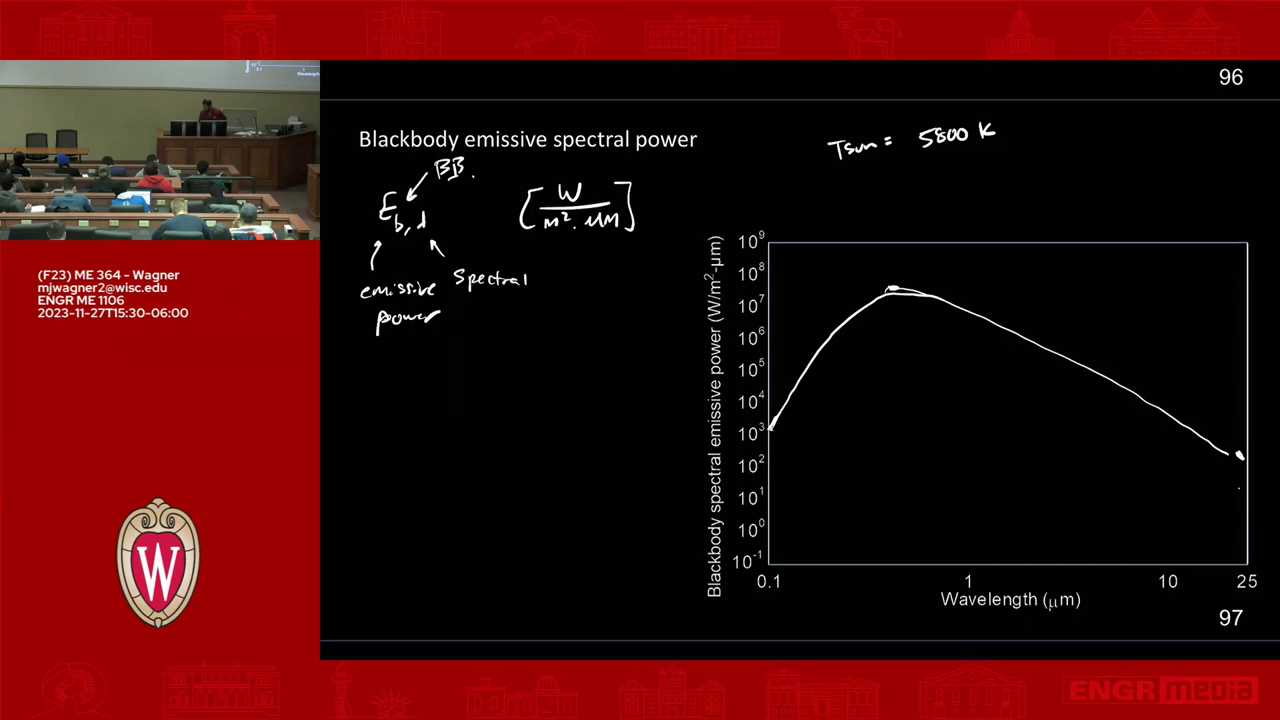 96
Blackbody emissive spectral power
Tsun = 5800 K
BB.
E b, λ
[ W / m². μm ]
emissive power
Spectral
(F23) ME 364 - Wagner
mjwagner2@wisc.edu
ENGR ME 1106
2023-11-27T15:30-06:00
W
Blackbody spectral emissive power (W/m²-μm)
10⁹
10⁸
10⁷
10⁶
10⁵
10⁴
10³
10²
10¹
10⁰
10⁻¹
0.1 1 10 25
Wavelength (μm)
97
ENGR media